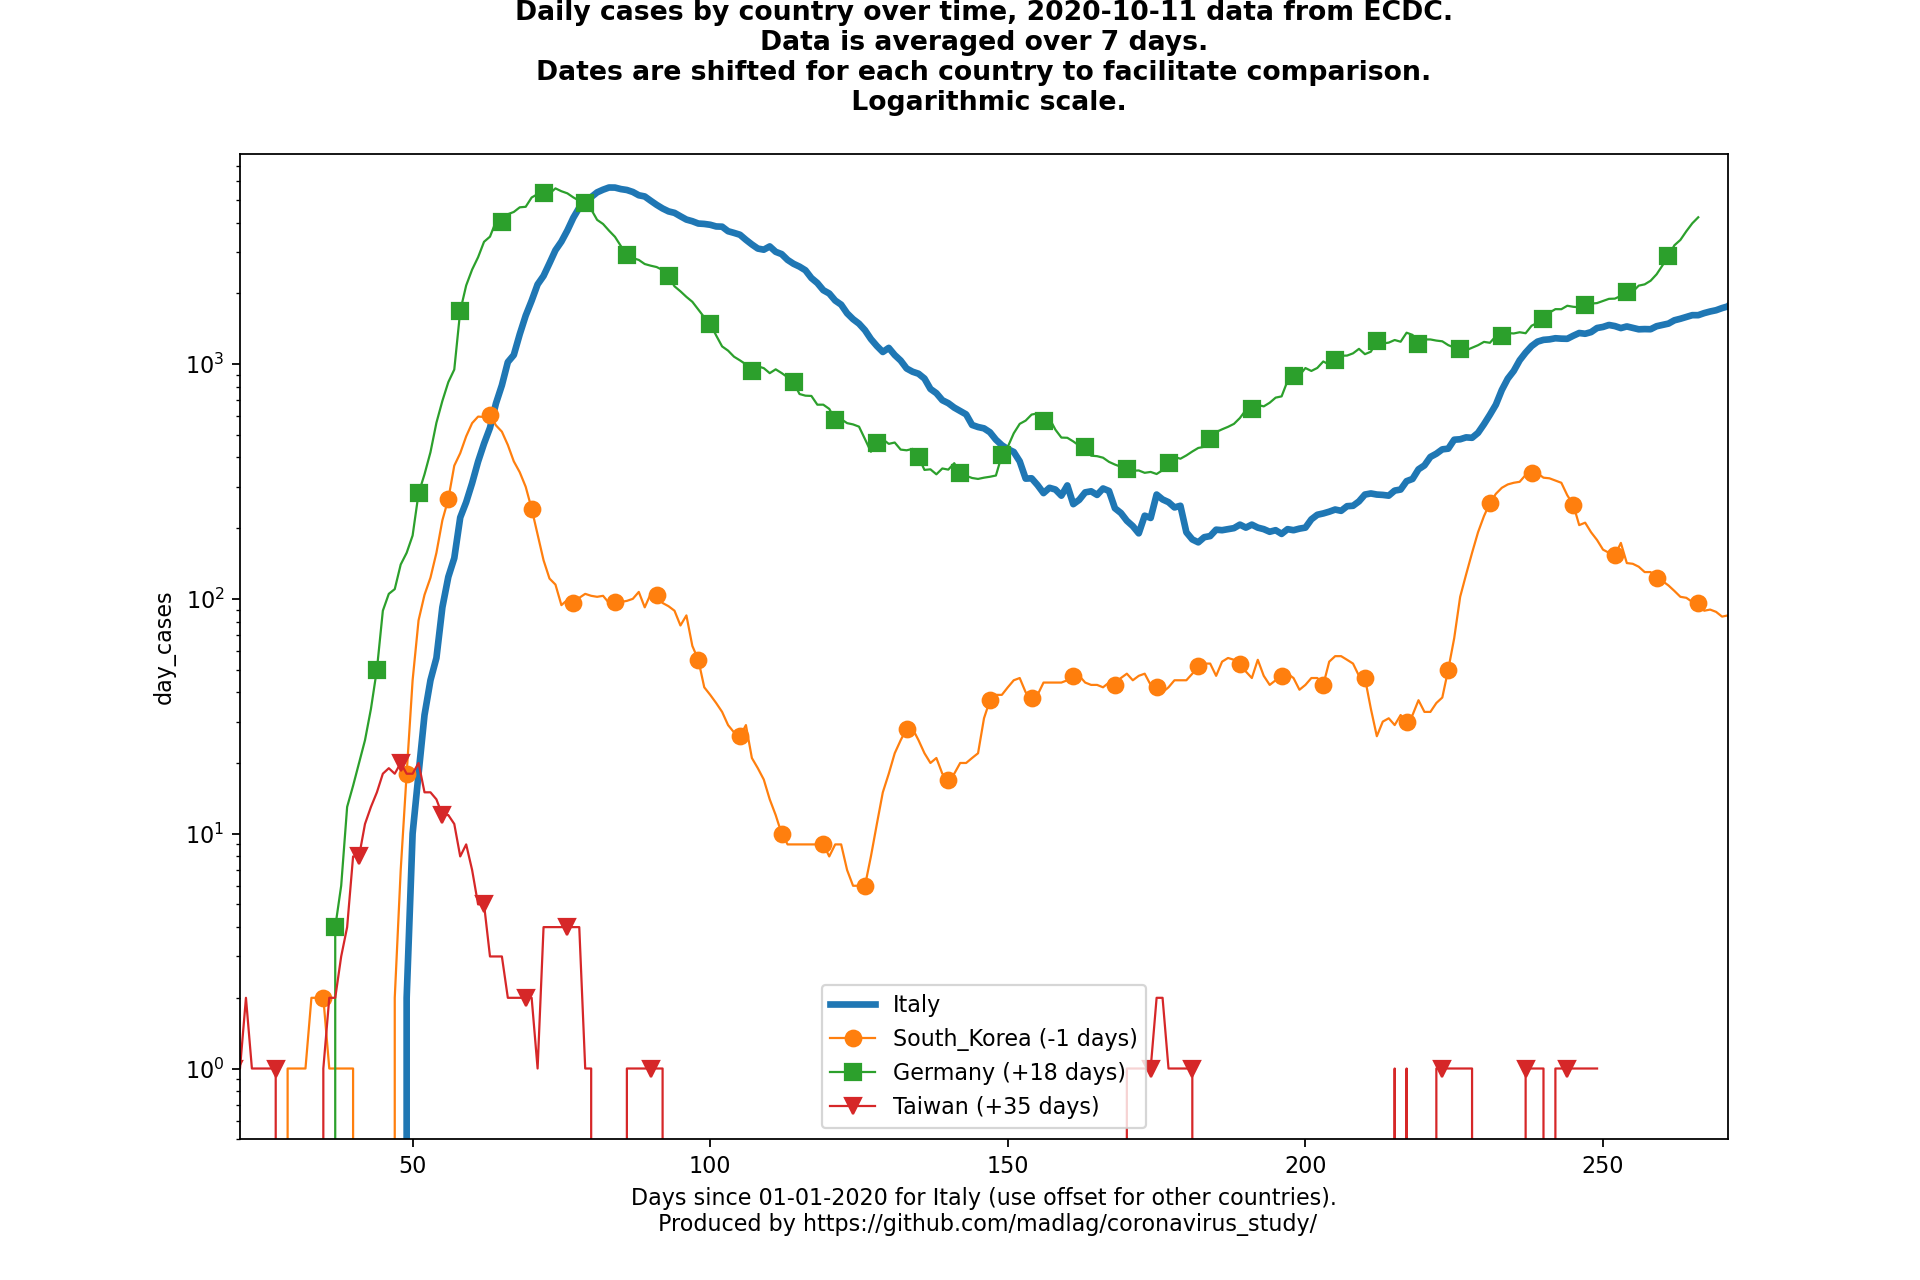 Daily cases by country over time, 2020-10-11 data from ECDC.
Data is averaged over 7 days.
Dates are shifted for each country to facilitate comparison.
Logarithmic scale.
10³
10²
10¹
10⁰
day_cases
Italy
South_Korea (-1 days)
Germany (+18 days)
Taiwan (+35 days)
50 100 150 200 250
Days since 01-01-2020 for Italy (use offset for other countries).
Produced by https://github.com/madlag/coronavirus_study/